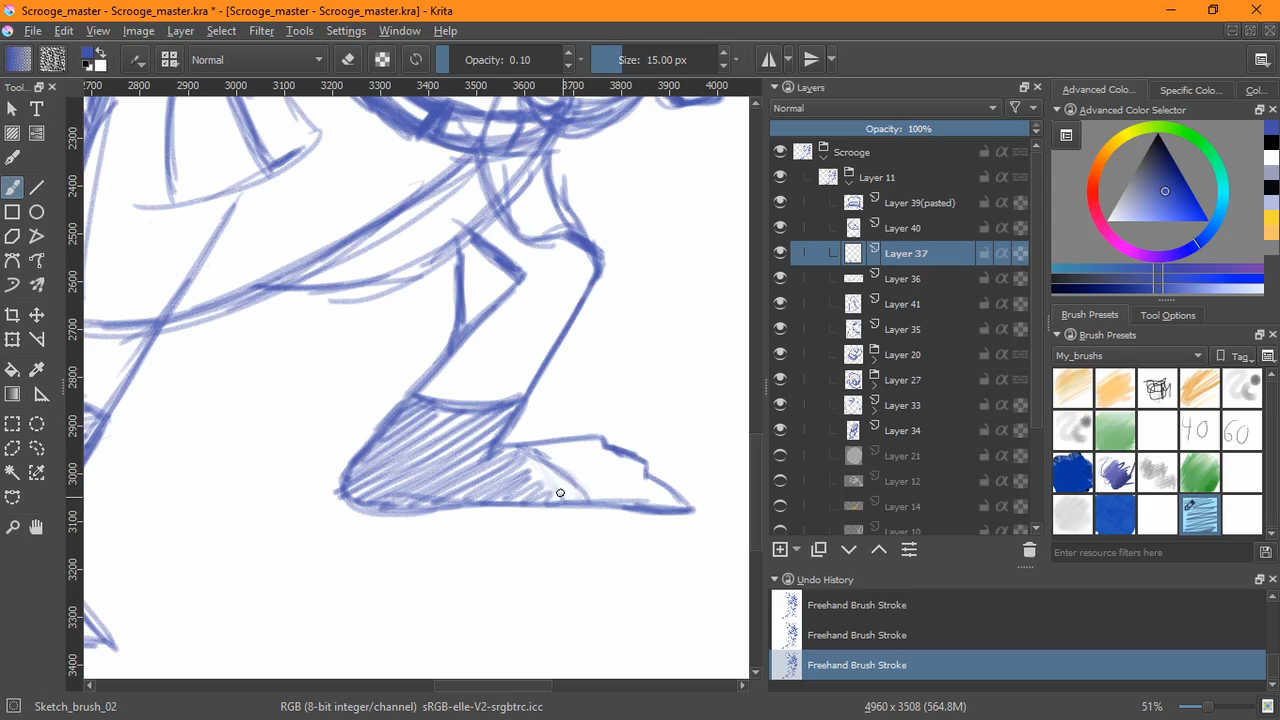 Scrooge_master - Scrooge_master.kra * - [Scrooge_master - Scrooge_master.kra] - Krita
File Edit View Image Layer Select Filter Tools Settings Window Help
Normal Opacity: 0.10 Size: 15.00 px
Tool...
2700 2800 2900 3000 3100 3200 3300 3400 3500 3600 3700 3800 3900 4000
2300
2400
2500
2600
2700
2800
2900
3000
3100
3200
3300
3400
Layers
Normal
Opacity: 100%
Scrooge
Layer 11
Layer 39(pasted)
Layer 40
Layer 37
Layer 36
Layer 41
Layer 35
Layer 20
Layer 27
Layer 33
Layer 34
Layer 21
Layer 12
Layer 14
Layer 10
Undo History
Freehand Brush Stroke
Freehand Brush Stroke
Freehand Brush Stroke
Advanced Colo... Specific Colo... Col...
Advanced Color Selector
Brush Presets Tool Options
Brush Presets
My_brushs Tag
40 60
Enter resource filters here
Sketch_brush_02 RGB (8-bit integer/channel) sRGB-elle-V2-srgbtrc.icc 4960 x 3508 (564.8M) 51%